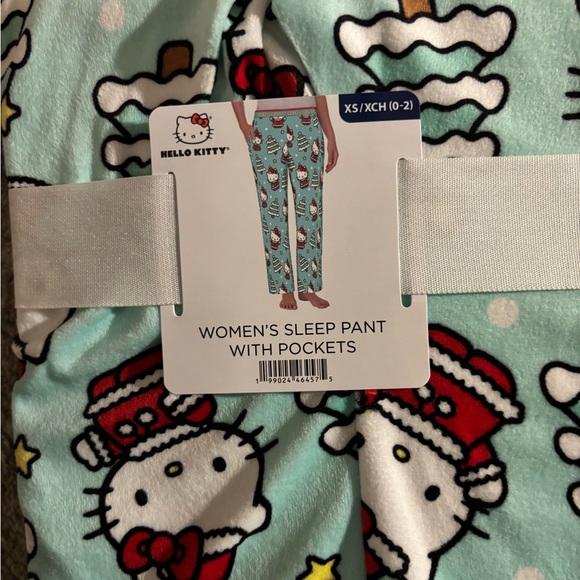 XS/XCH (0-2)
HELLO KITTY®
WOMEN'S SLEEP PANT
WITH POCKETS
1 99024 46457 5